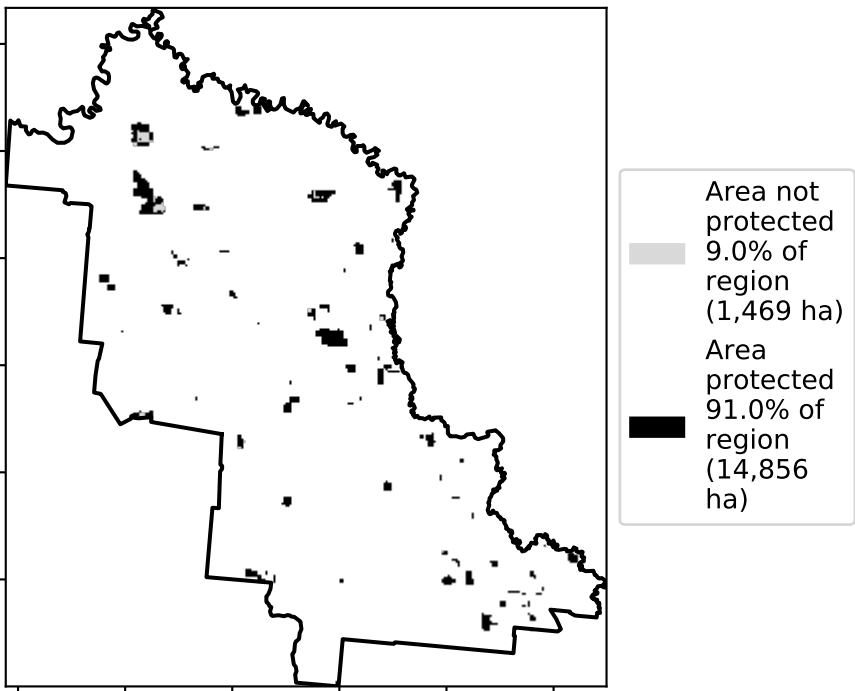 Area not
protected
9.0% of
region
(1,469 ha)
Area
protected
91.0% of
region
(14,856
ha)